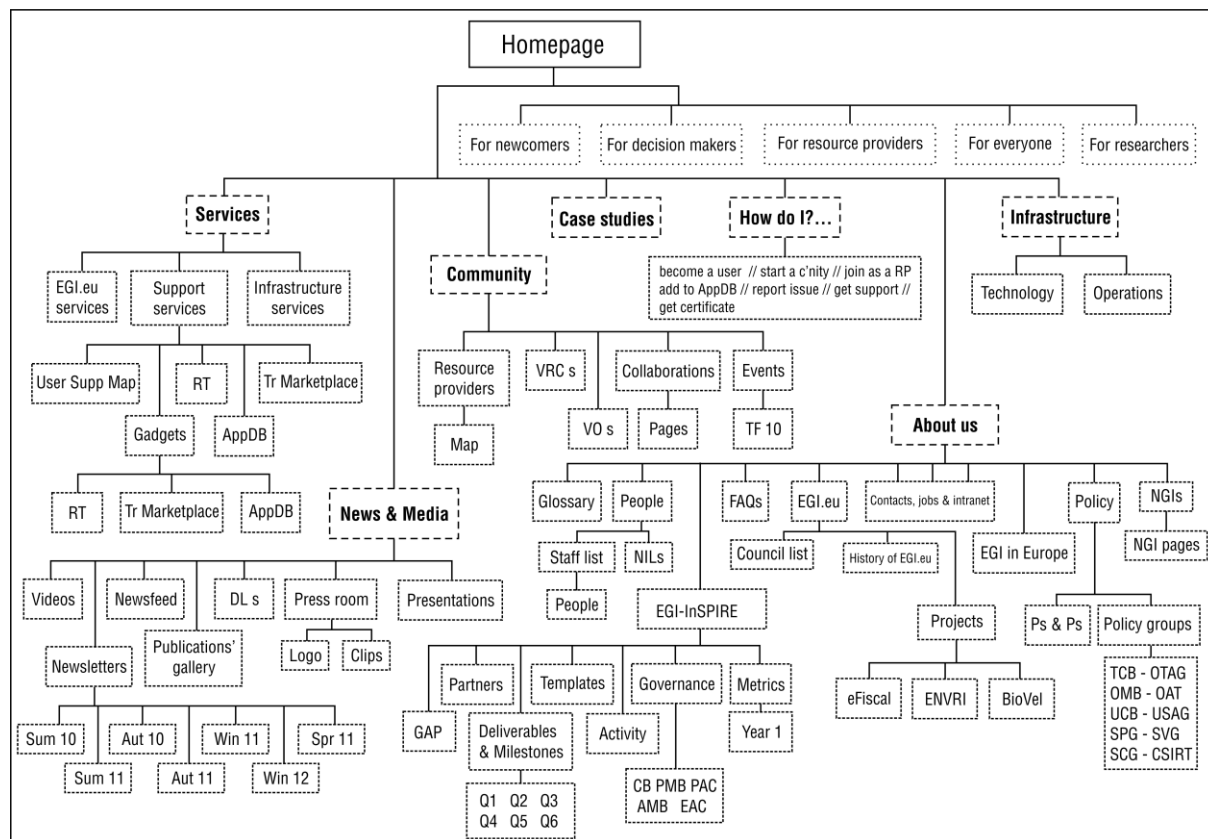 Homepage
For newcomers
For decision makers
For resource providers
For everyone
For researchers
Services
Case studies
How do I?...
Infrastructure
Community
EGI.eu
services
Support
services
Infrastructure
services
become a user // start a c'nity // join as a RP
add to AppDB // report issue // get support //
get certificate
Technology
Operations
User Supp Map
RT
Tr Marketplace
Gadgets
AppDB
RT
Tr Marketplace
AppDB
Resource
providers
VRC s
Collaborations
Events
Map
VO s
Pages
TF 10
About us
News & Media
Glossary
People
FAQs
EGI.eu
Contacts, jobs & intranet
Policy
NGIs
Staff list
NILs
Council list
History of EGI.eu
EGI in Europe
NGI pages
People
Videos
Newsfeed
DL s
Press room
Presentations
EGI-InSPIRE
Projects
Ps & Ps
Policy groups
Newsletters
Publications'
gallery
Logo
Clips
Partners
Templates
Governance
Metrics
eFiscal
ENVRI
BioVel
TCB - OTAG
OMB - OAT
UCB - USAG
SPG - SVG
SCG - CSIRT
GAP
Deliverables
& Milestones
Activity
Year 1
Sum 10
Aut 10
Win 11
Spr 11
Sum 11
Aut 11
Win 12
Q1 Q2 Q3
Q4 Q5 Q6
CB PMB PAC
AMB EAC